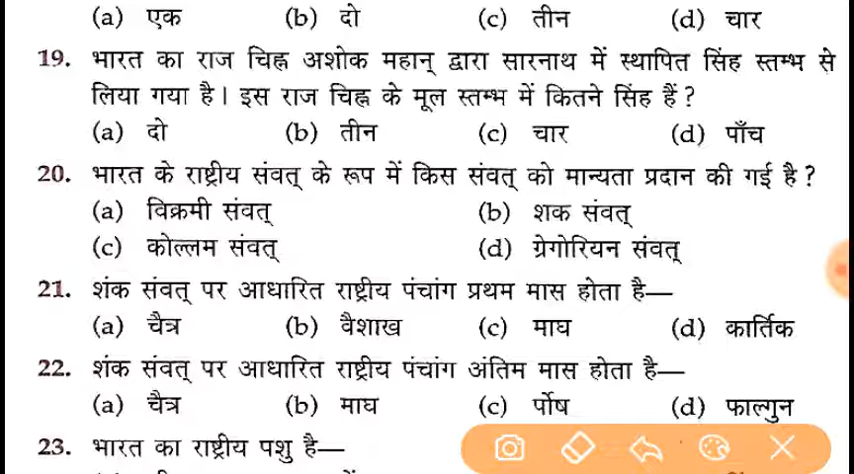 (a) एक (b) दो (c) तीन (d) चार
19. भारत का राज चिह्न अशोक महान् द्वारा सारनाथ में स्थापित सिंह स्तम्भ से
लिया गया है। इस राज चिह्न के मूल स्तम्भ में कितने सिंह हैं?
(a) दो (b) तीन (c) चार (d) पाँच
20. भारत के राष्ट्रीय संवत् के रूप में किस संवत् को मान्यता प्रदान की गई है?
(a) विक्रमी संवत् (b) शक संवत्
(c) कोल्लम संवत् (d) ग्रेगोरियन संवत्
21. शंक संवत् पर आधारित राष्ट्रीय पंचांग प्रथम मास होता है—
(a) चैत्र (b) वैशाख (c) माघ (d) कार्तिक
22. शंक संवत् पर आधारित राष्ट्रीय पंचांग अंतिम मास होता है—
(a) चैत्र (b) माघ (c) र्पोष (d) फाल्गुन
23. भारत का राष्ट्रीय पशु है—